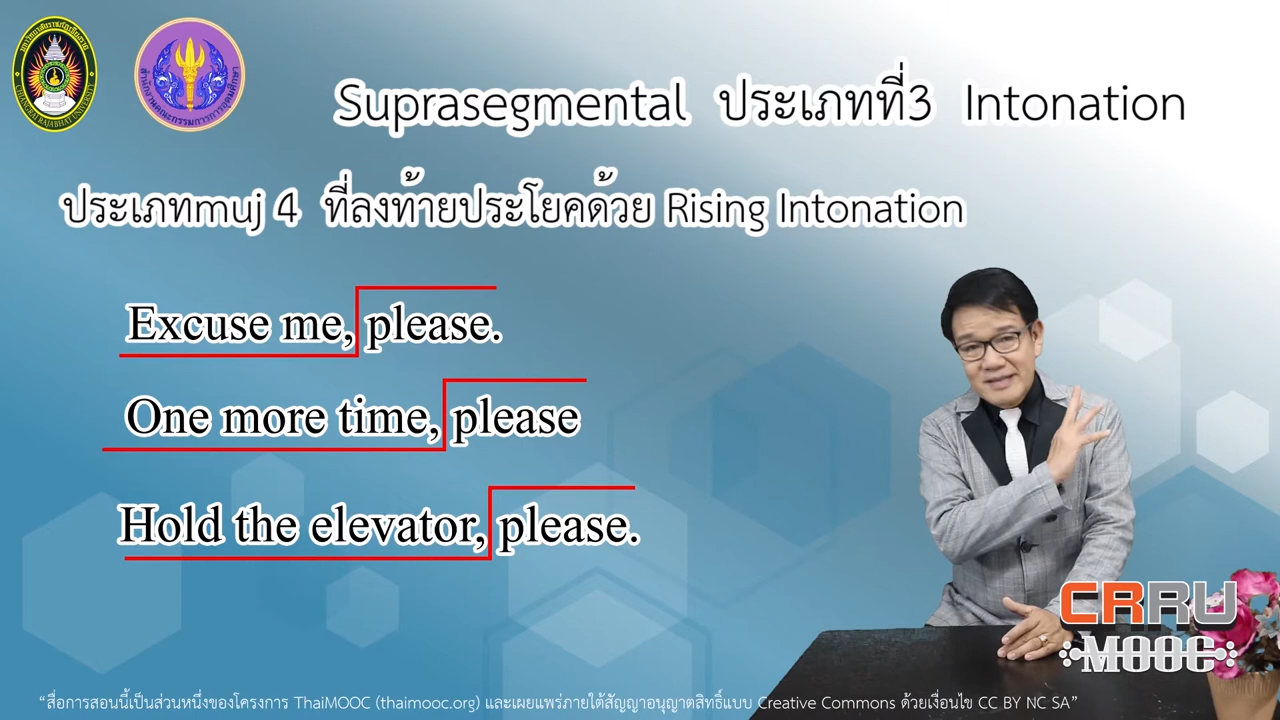 Suprasegmental ประเภทที่3 Intonation
ประเภทmuj 4 ที่ลงท้ายประโยคด้วย Rising Intonation
Excuse me, please.
One more time, please
Hold the elevator, please.
CRRU
MOOC
“สื่อการสอนนี้เป็นส่วนหนึ่งของโครงการ ThaiMOOC (thaimooc.org) และเผยแพร่ภายใต้สัญญาอนุญาตสิทธิ์แบบ Creative Commons ด้วยเงื่อนไข CC BY NC SA”